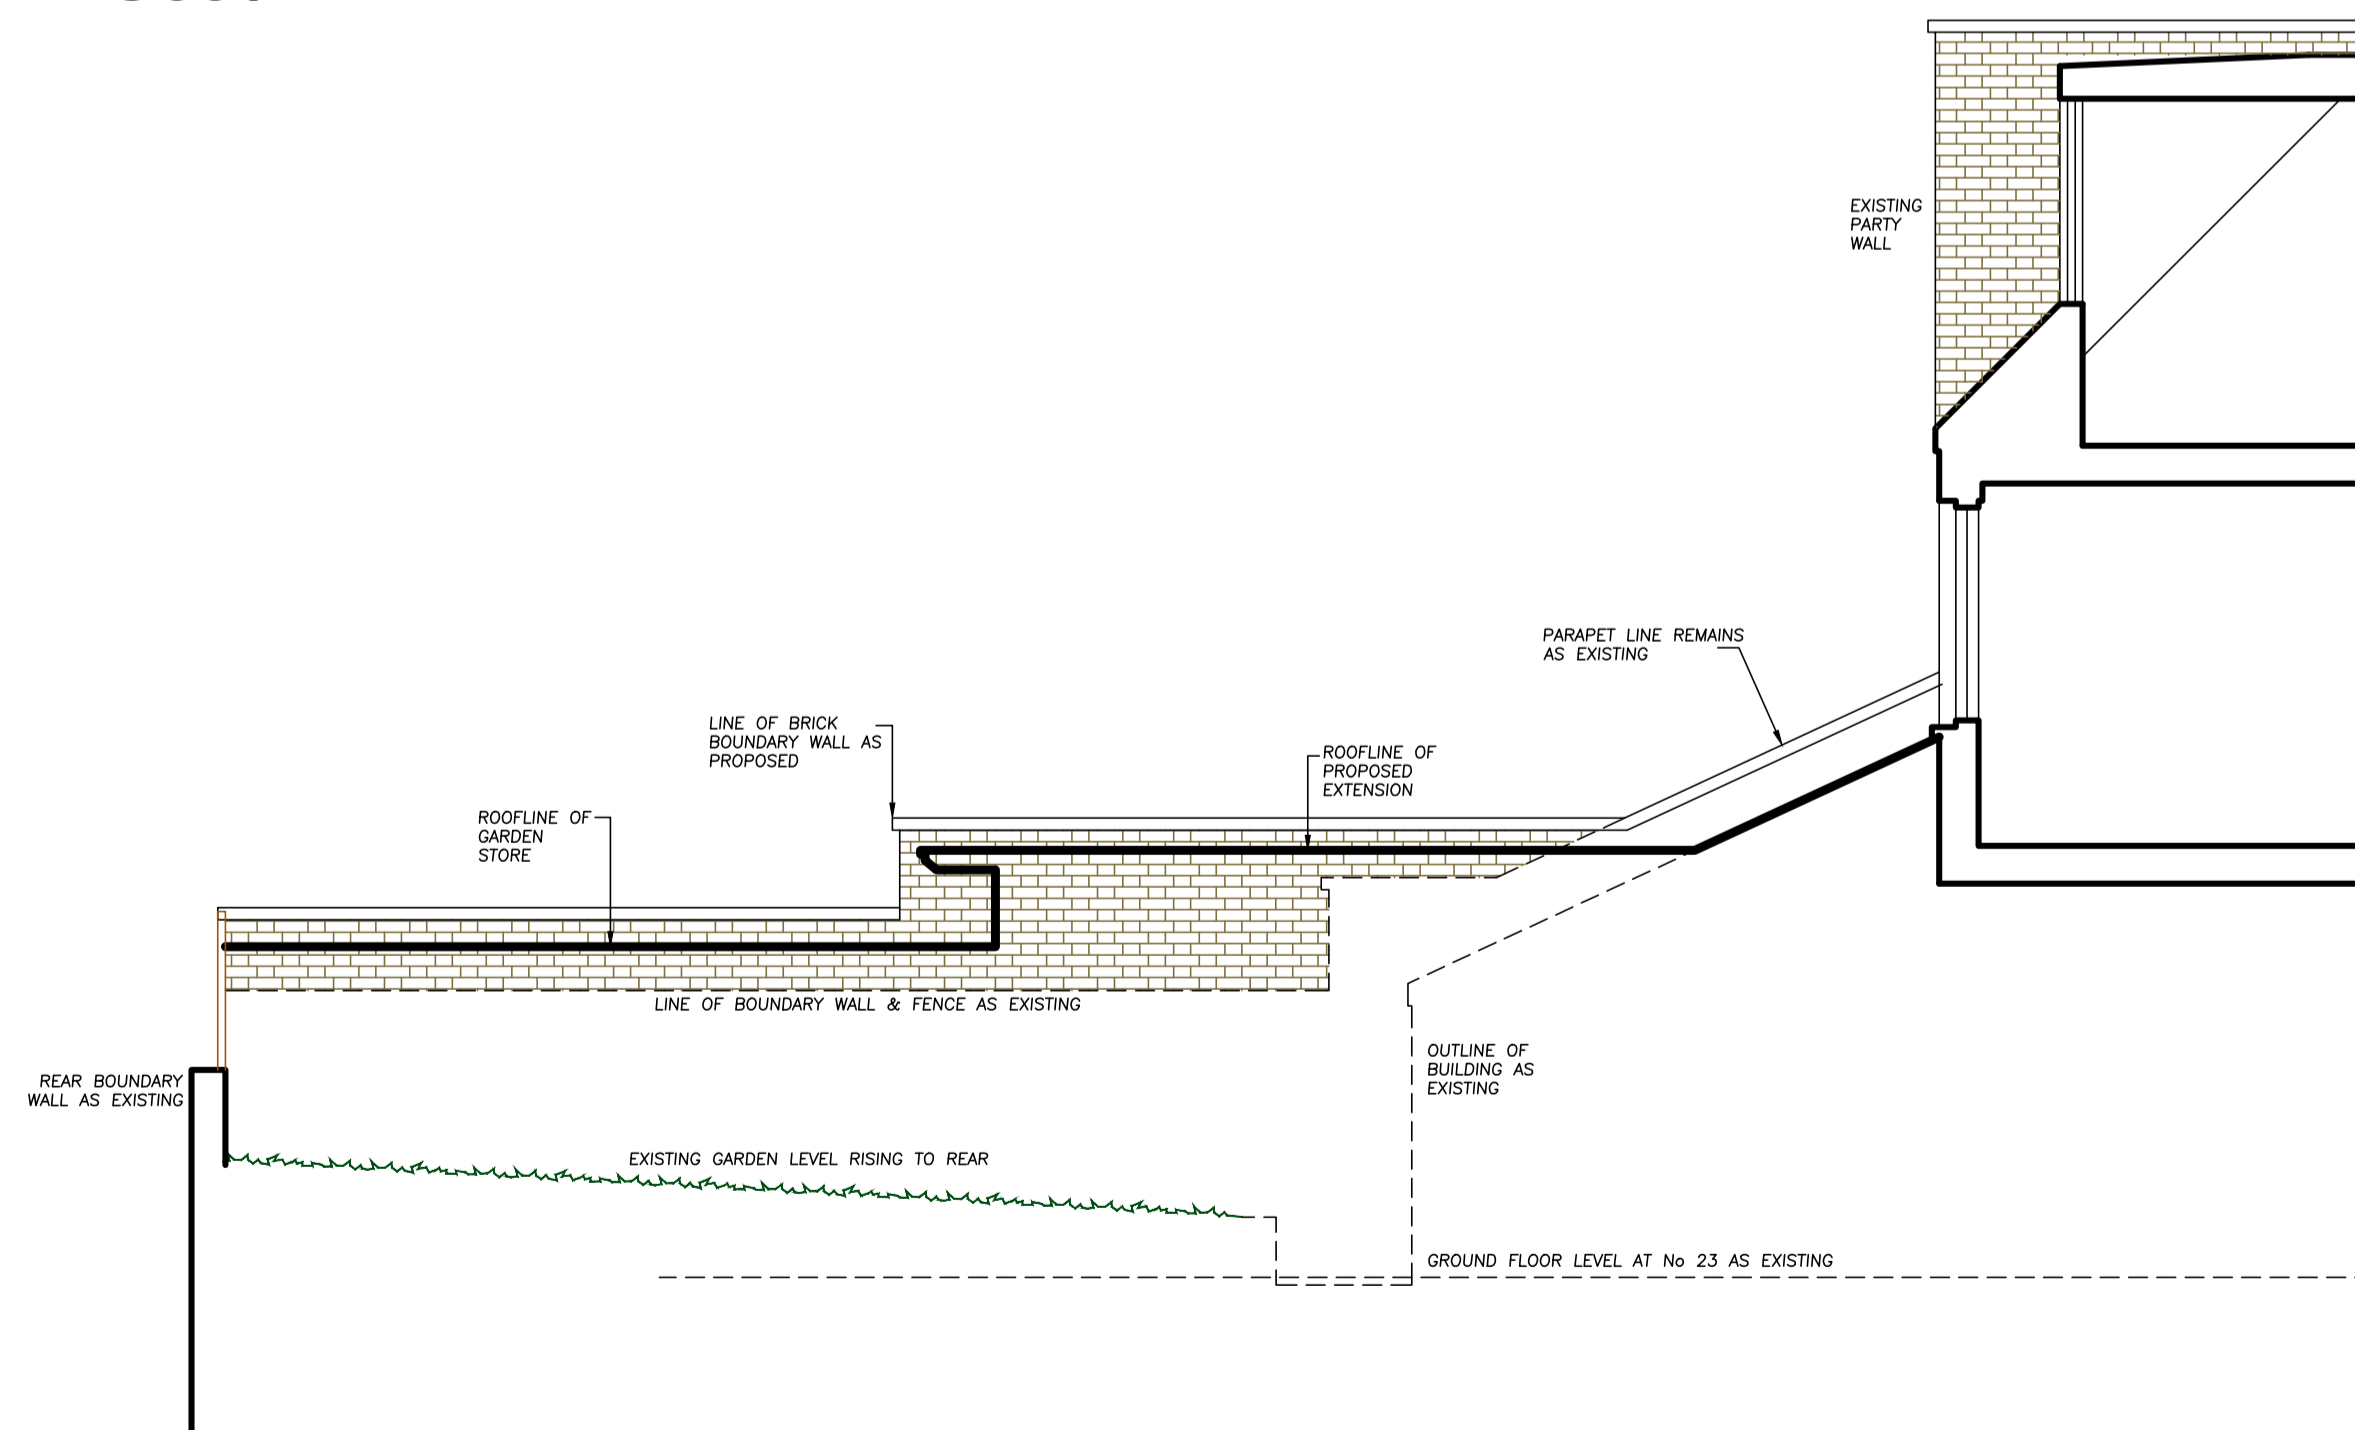 EXISTING
PARTY
WALL
PARAPET LINE REMAINS
AS EXISTING
LINE OF BRICK
BOUNDARY WALL AS
PROPOSED
ROOFLINE OF
PROPOSED
EXTENSION
ROOFLINE OF
GARDEN
STORE
LINE OF BOUNDARY WALL & FENCE AS EXISTING
OUTLINE OF
BUILDING AS
EXISTING
REAR BOUNDARY
WALL AS EXISTING
EXISTING GARDEN LEVEL RISING TO REAR
GROUND FLOOR LEVEL AT No 23 AS EXISTING